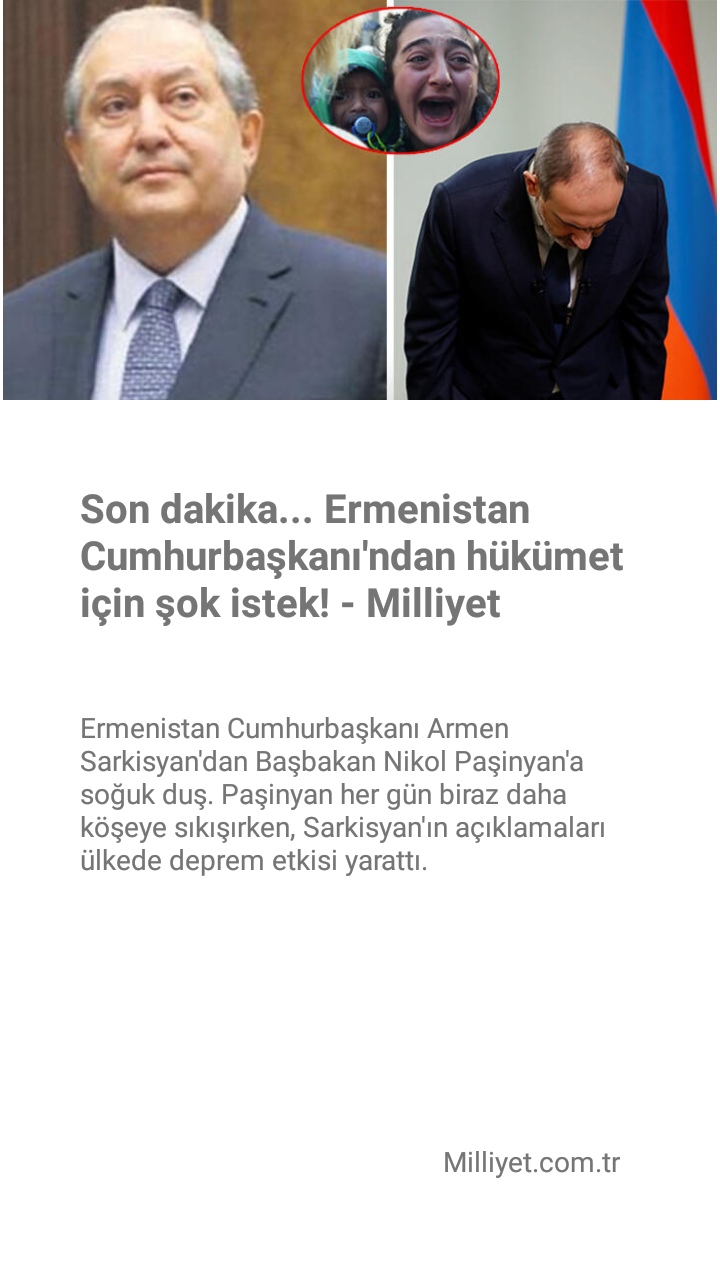 Son dakika... Ermenistan
Cumhurbaşkanı'ndan hükümet
için şok istek! - Milliyet
Ermenistan Cumhurbaşkanı Armen
Sarkisyan'dan Başbakan Nikol Paşinyan'a
soğuk duş. Paşinyan her gün biraz daha
köşeye sıkışırken, Sarkisyan'ın açıklamaları
ülkede deprem etkisi yarattı.
Milliyet.com.tr